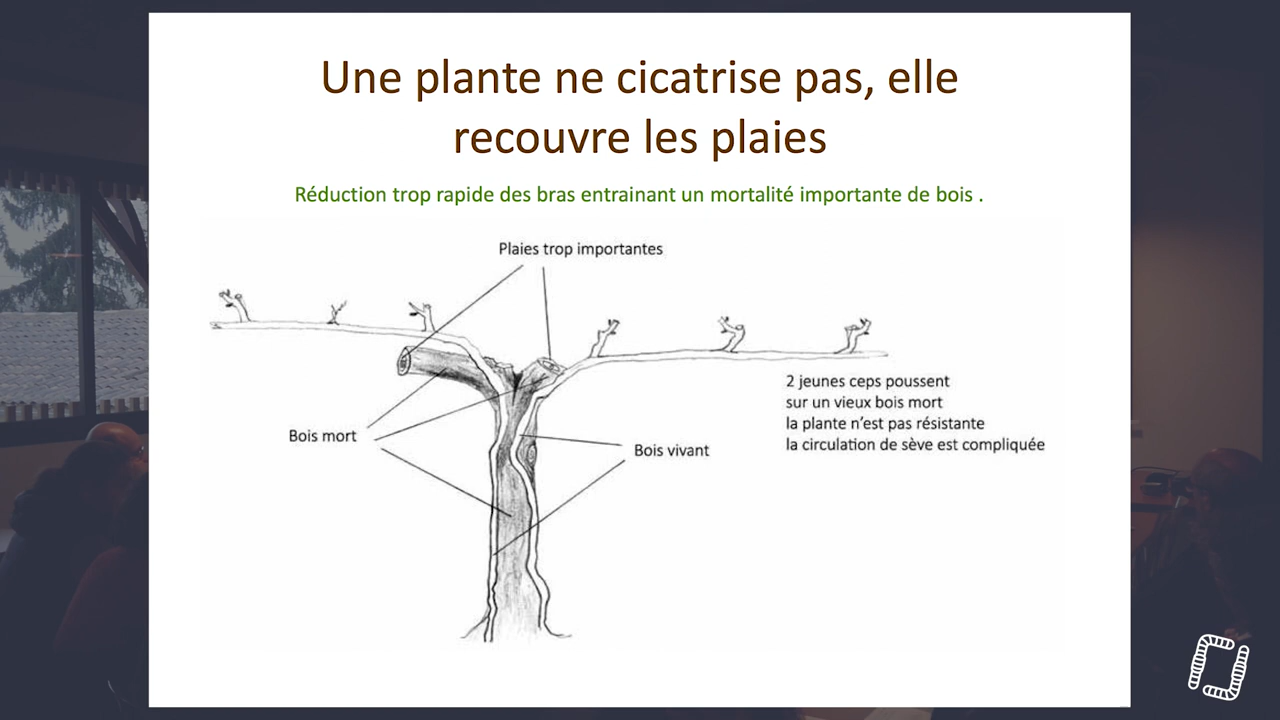 Une plante ne cicatrise pas, elle
recouvre les plaies
Réduction trop rapide des bras entrainant un mortalité importante de bois .
Plaies trop importantes
2 jeunes ceps poussent
sur un vieux bois mort
la plante n'est pas résistante
la circulation de sève est compliquée
Bois mort
Bois vivant